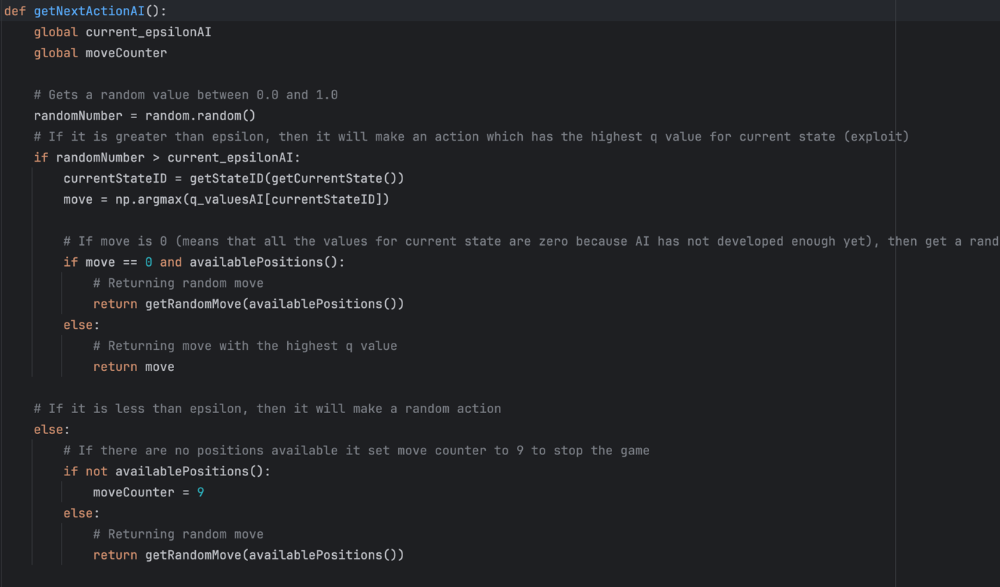 def getNextActionAI():
    global current_epsilonAI
    global moveCounter

    # Gets a random value between 0.0 and 1.0
    randomNumber = random.random()
    # If it is greater than epsilon, then it will make an action which has the highest q value for current state (exploit)
    if randomNumber > current_epsilonAI:
        currentStateID = getStateID(getCurrentState())
        move = np.argmax(q_valuesAI[currentStateID])

        # If move is 0 (means that all the values for current state are zero because AI has not developed enough yet), then get a rand
        if move == 0 and availablePositions():
            # Returning random move
            return getRandomMove(availablePositions())
        else:
            # Returning move with the highest q value
            return move

    # If it is less than epsilon, then it will make a random action
    else:
        # If there are no positions available it set move counter to 9 to stop the game
        if not availablePositions():
            moveCounter = 9
        else:
            # Returning random move
            return getRandomMove(availablePositions())